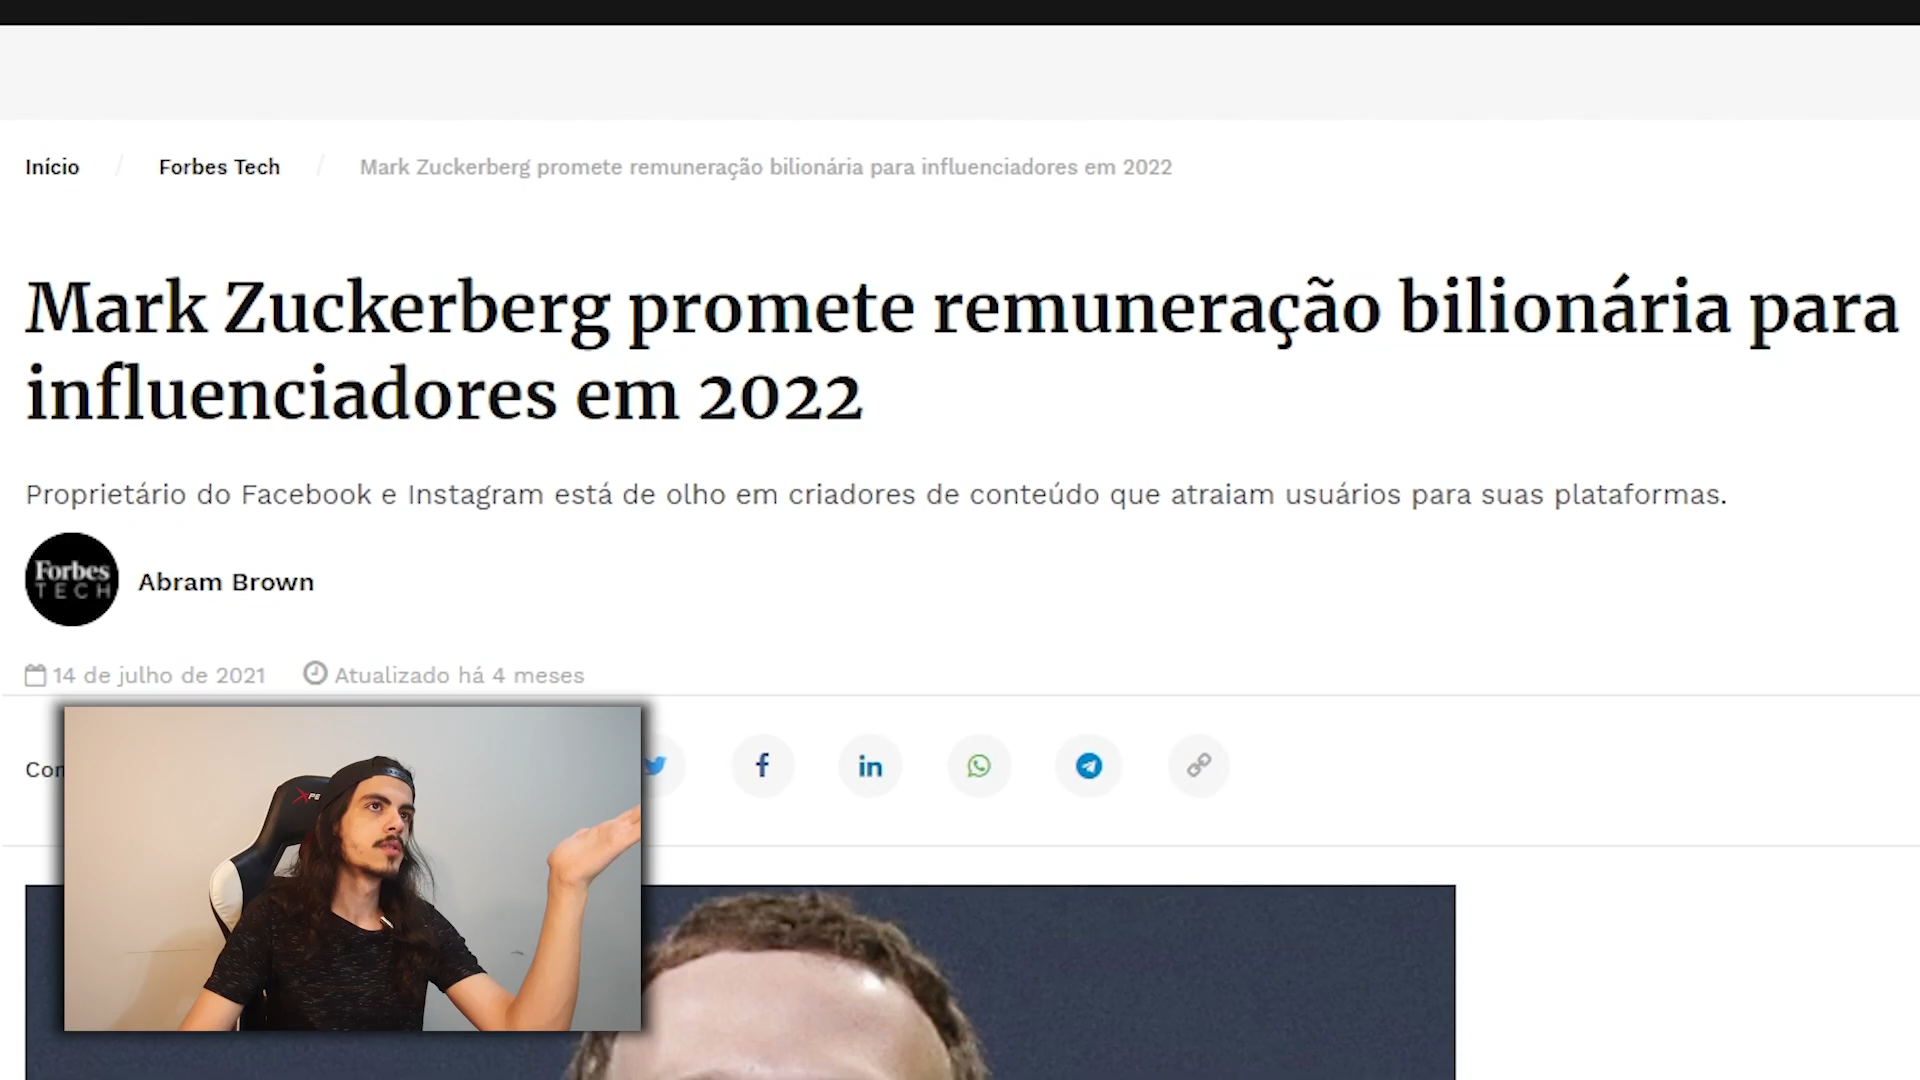 Início / Forbes Tech / Mark Zuckerberg promete remuneração bilionária para influenciadores em 2022
Mark Zuckerberg promete remuneração bilionária para
influenciadores em 2022
Proprietário do Facebook e Instagram está de olho em criadores de conteúdo que atraiam usuários para suas plataformas.
Forbes
TECH
Abram Brown
14 de julho de 2021 Atualizado há 4 meses